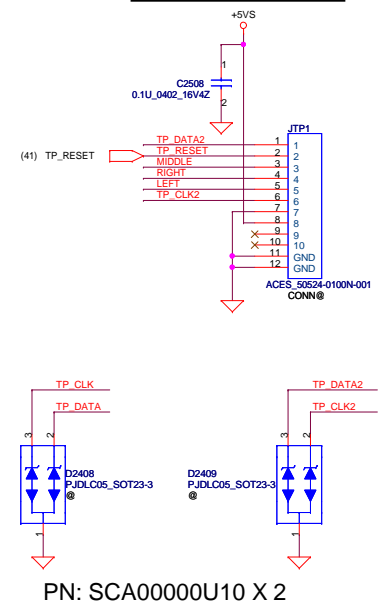 +5VS
1
C2508
0.1U_0402_16V4Z
2
JTP1
TP_DATA2 1 1
(41) TP_RESET TP_RESET 2 2
MIDDLE 3 3
RIGHT 4 4
LEFT 5 5
TP_CLK2 6 6
7 7
8 8
9 9
10 10
11 GND
12 GND
ACES_50524-0100N-001
CONN@
TP_CLK TP_DATA2
TP_DATA TP_CLK2
3 2 3 2
D2408 D2409
PJDLC05_SOT23-3 PJDLC05_SOT23-3
@ @
1 1
PN: SCA00000U10 X 2